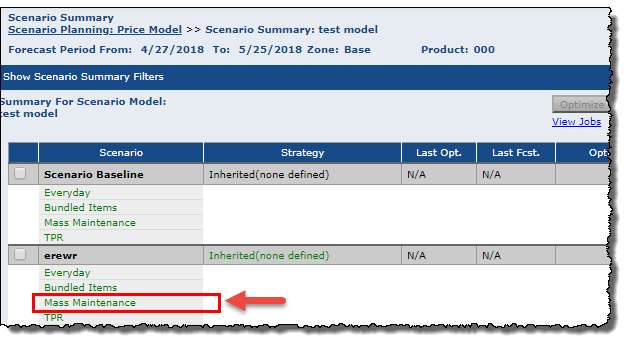 Scenario Summary
Scenario Planning: Price Model >> Scenario Summary: test model
Forecast Period From: 4/27/2018 To: 5/25/2018 Zone: Base Product: 000
Show Scenario Summary Filters
Summary For Scenario Model:
test model
Optimize
View Jobs
Scenario Strategy Last Opt. Last Fcst. Opt
Scenario Baseline Inherited(none defined) N/A N/A
Everyday
Bundled Items
Mass Maintenance
TPR
erewr Inherited(none defined) N/A N/A
Everyday
Bundled Items
Mass Maintenance
TPR